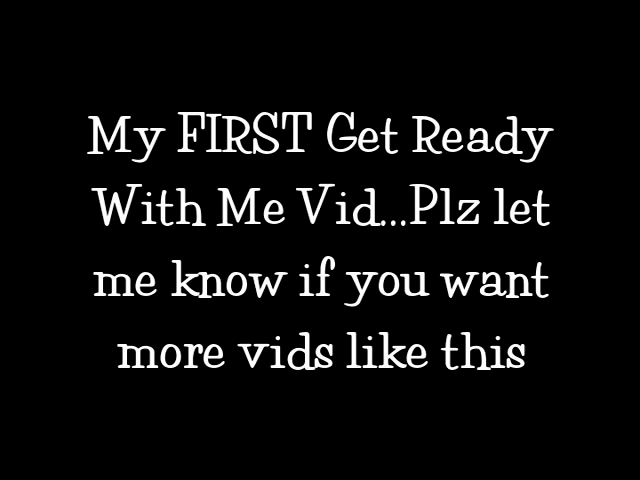 My FIRST Get Ready
With Me Vid...Plz let
me know if you want
more vids like this